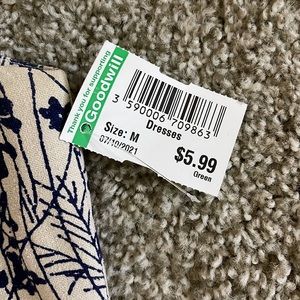 Thank you for supporting
Goodwill
3 590006 709863
Dresses
Size: M
07/10/2021
$5.99
Green